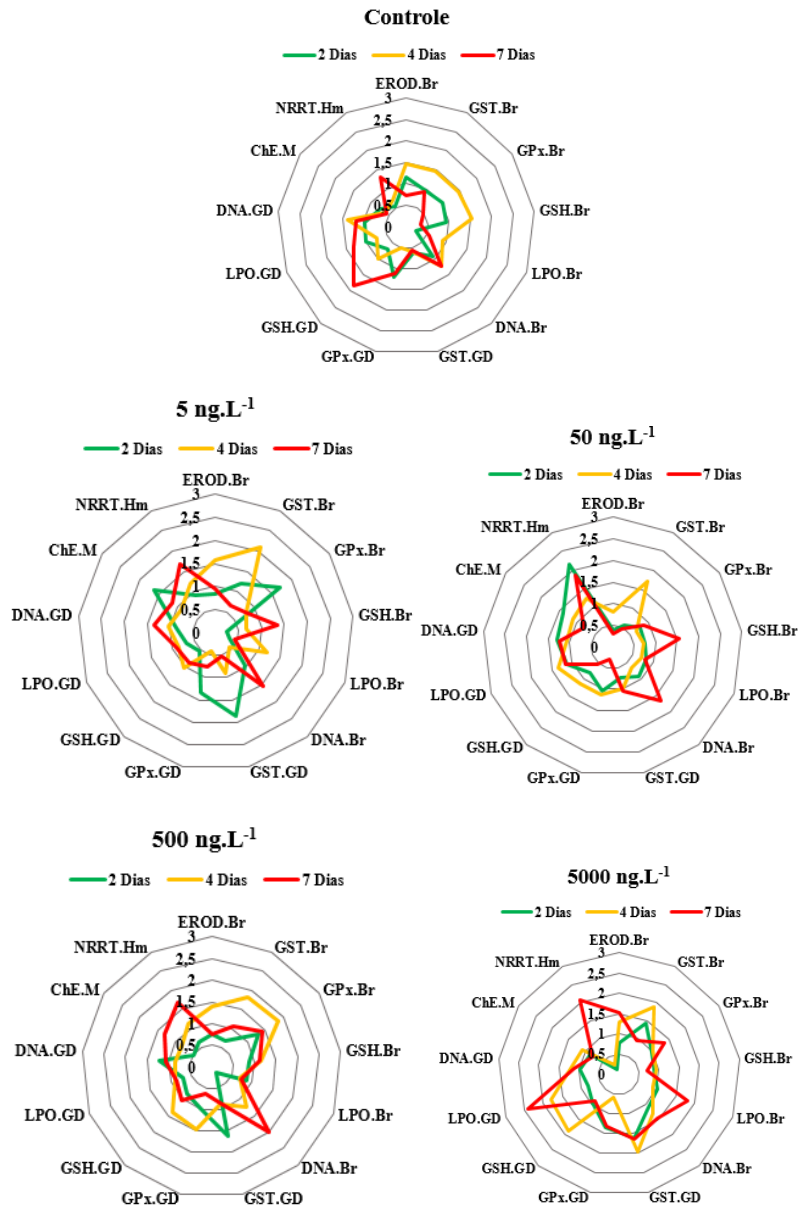 Controle
2 Dias 4 Dias 7 Dias
EROD.Br
GST.Br
GPx.Br
GSH.Br
LPO.Br
DNA.Br
GST.GD
GPx.GD
GSH.GD
LPO.GD
DNA.GD
ChE.M
NRRT.Hm
3
2,5
2
1,5
1
0,5
0
5 ng.L-1
2 Dias 4 Dias 7 Dias
EROD.Br
GST.Br
GPx.Br
GSH.Br
LPO.Br
DNA.Br
GST.GD
GPx.GD
GSH.GD
LPO.GD
DNA.GD
ChE.M
NRRT.Hm
3
2,5
2
1,5
1
0,5
0
50 ng.L-1
2 Dias 4 Dias 7 Dias
EROD.Br
GST.Br
GPx.Br
GSH.Br
LPO.Br
DNA.Br
GST.GD
GPx.GD
GSH.GD
LPO.GD
DNA.GD
ChE.M
NRRT.Hm
3
2,5
2
1,5
1
0,5
0
500 ng.L-1
2 Dias 4 Dias 7 Dias
EROD.Br
GST.Br
GPx.Br
GSH.Br
LPO.Br
DNA.Br
GST.GD
GPx.GD
GSH.GD
LPO.GD
DNA.GD
ChE.M
NRRT.Hm
3
2,5
2
1,5
1
0,5
0
5000 ng.L-1
2 Dias 4 Dias 7 Dias
EROD.Br
GST.Br
GPx.Br
GSH.Br
LPO.Br
DNA.Br
GST.GD
GPx.GD
GSH.GD
LPO.GD
DNA.GD
ChE.M
NRRT.Hm
3
2,5
2
1,5
1
0,5
0